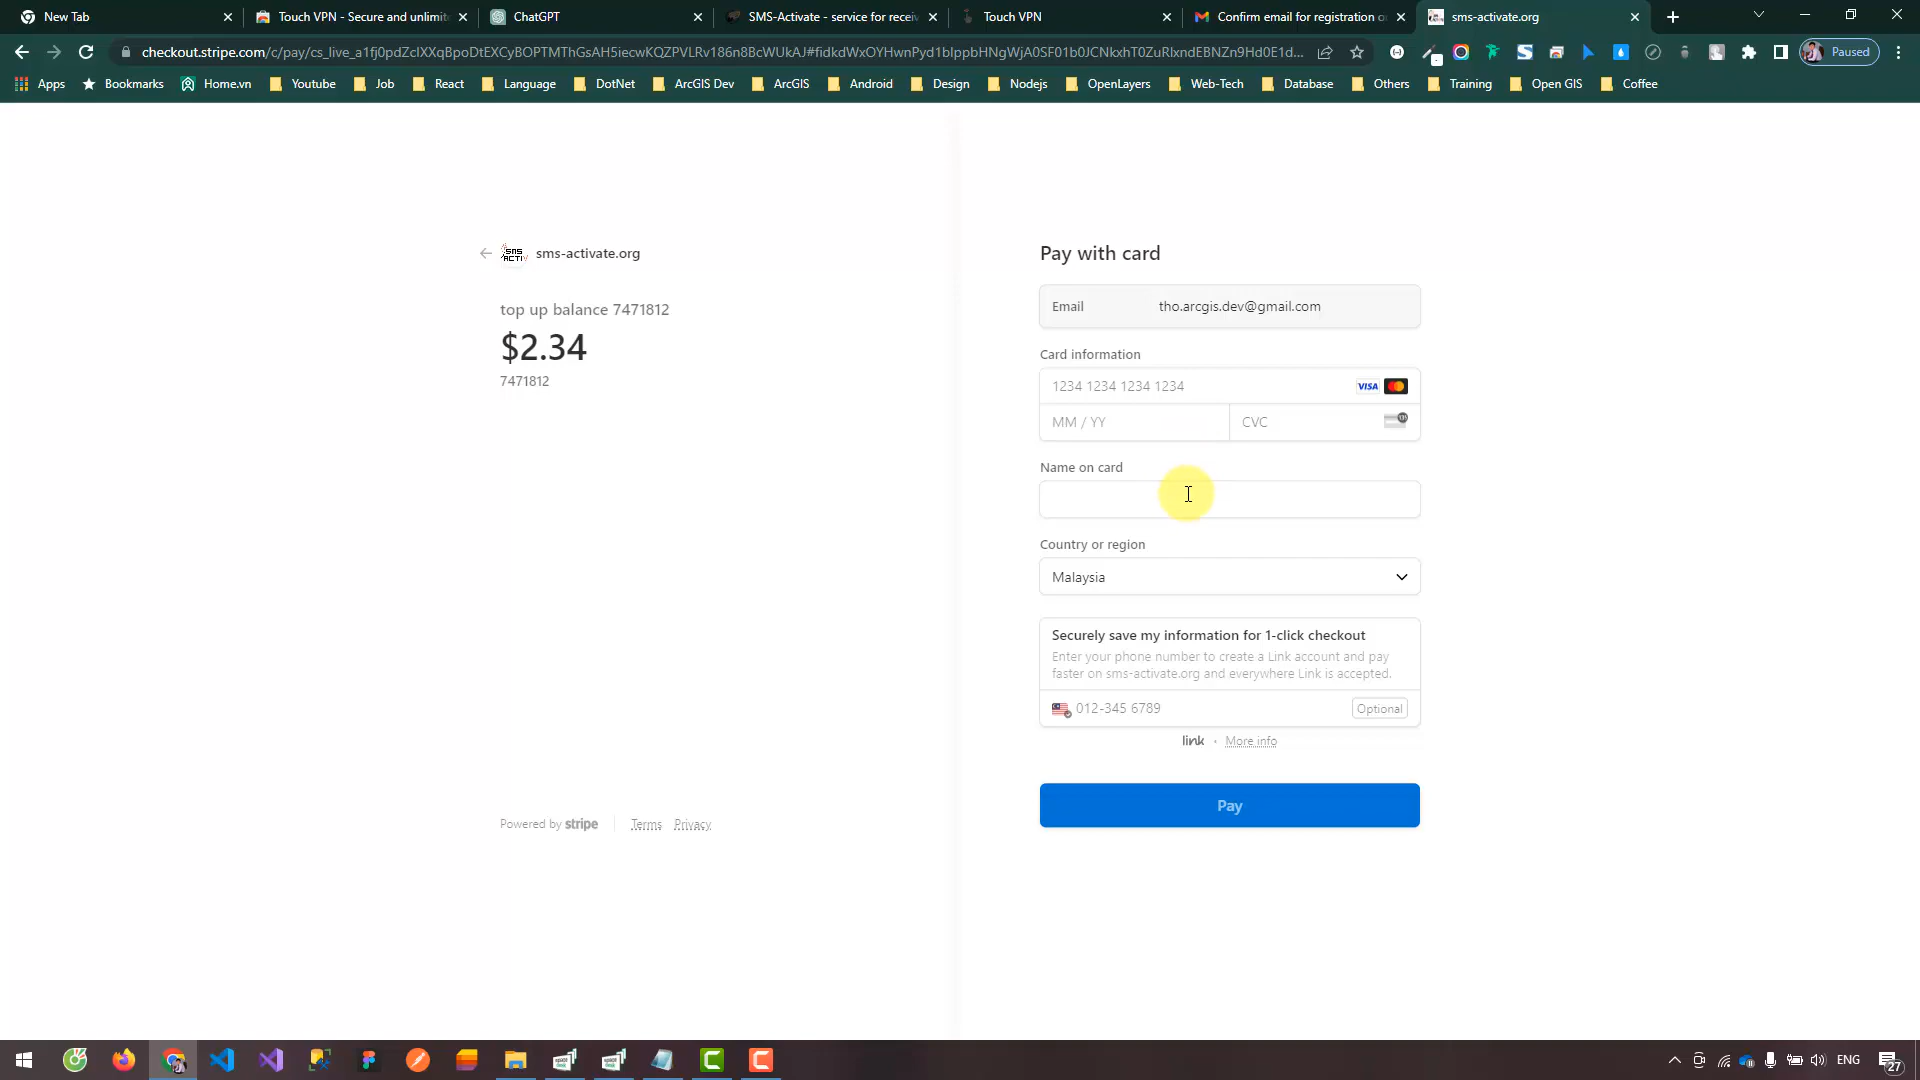 New Tab
Touch VPN - Secure and unlimit
ChatGPT
SMS-Activate - service for receiv
Touch VPN
Confirm email for registration o
sms-activate.org
checkout.stripe.com/c/pay/cs_live_a1fj0pdZclXXqBpoDtEXCyBOPTMThGsAH5iecwKQZPVLRv186n8BcWUkAJ#fidkdWxOYHwnPyd1blppbHNgWjA0SF01b0JCNkxhT0ZuRlxndEBNZn9Hd0E1d...
Paused
Apps
Bookmarks
Home.vn
Youtube
Job
React
Language
DotNet
ArcGIS Dev
ArcGIS
Android
Design
Nodejs
OpenLayers
Web-Tech
Database
Others
Training
Open GIS
Coffee
SMS
ACTIV
sms-activate.org
top up balance 7471812
$2.34
7471812
Powered by stripe
Terms
Privacy
Pay with card
Email
tho.arcgis.dev@gmail.com
Card information
1234 1234 1234 1234
VISA
MM / YY
CVC
Name on card
Country or region
Malaysia
Securely save my information for 1-click checkout
Enter your phone number to create a Link account and pay
faster on sms-activate.org and everywhere Link is accepted.
012-345 6789
Optional
link · More info
Pay
ENG
27